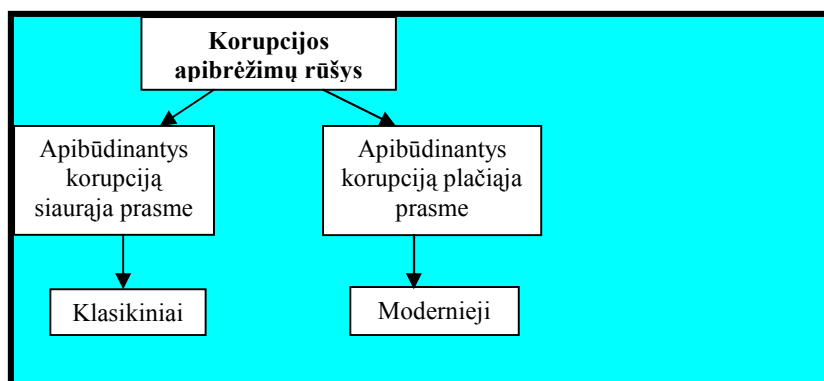 Korupcijos
apibrėžimų rūšys
Apibūdinantys
korupciją
siaurąja prasme
Apibūdinantys
korupciją plačiąja
prasme
Klasikiniai
Modernieji